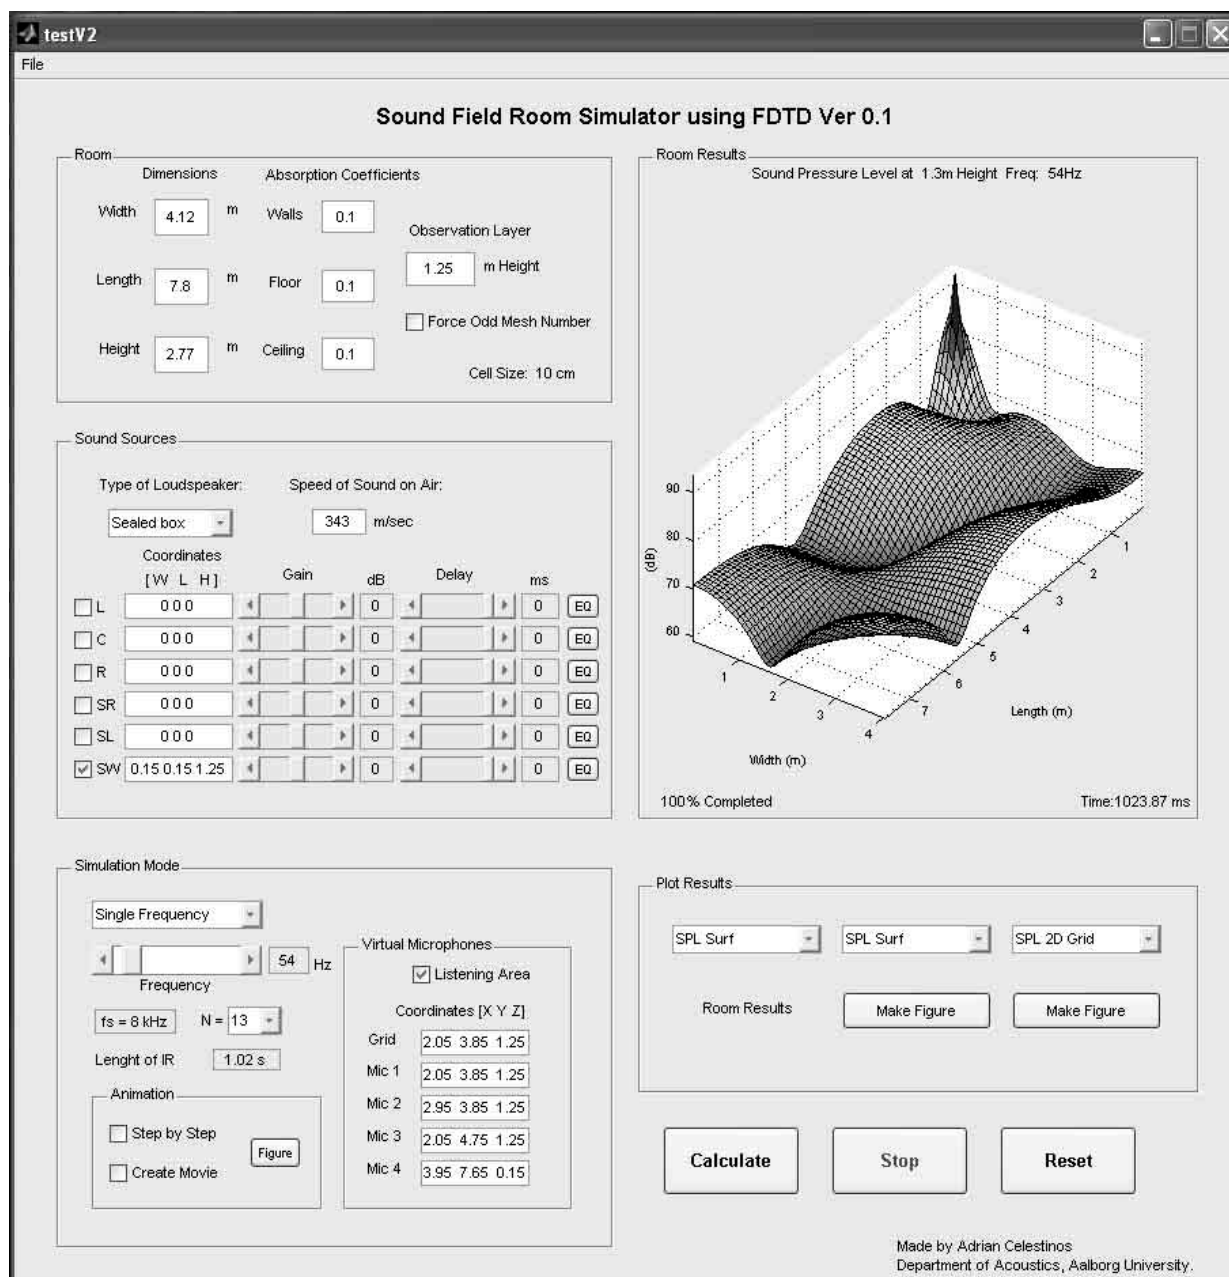 testV2
File
Sound Field Room Simulator using FDTD Ver 0.1
Room
Dimensions Absorption Coefficients
Width 4.12 m Walls 0.1
Observation Layer
1.25 m Height
Length 7.8 m Floor 0.1
Force Odd Mesh Number
Height 2.77 m Ceiling 0.1
Cell Size: 10 cm
Sound Sources
Type of Loudspeaker: Speed of Sound on Air:
Sealed box 343 m/sec
Coordinates
[ W L H ] Gain dB Delay ms
L 0 0 0 0 0 EQ
C 0 0 0 0 0 EQ
R 0 0 0 0 0 EQ
SR 0 0 0 0 0 EQ
SL 0 0 0 0 0 EQ
SW 0.15 0.15 1.25 0 0 EQ
Simulation Mode
Single Frequency
54 Hz
Frequency
fs = 8 kHz N = 13
Lenght of IR 1.02 s
Animation
Step by Step
Create Movie
Figure
Virtual Microphones
Listening Area
Coordinates [X Y Z]
Grid 2.05 3.85 1.25
Mic 1 2.05 3.85 1.25
Mic 2 2.95 3.85 1.25
Mic 3 2.05 4.75 1.25
Mic 4 3.95 7.65 0.15
Room Results
Sound Pressure Level at 1.3m Height Freq: 54Hz
90
80
70
60
(dB)
1
2
3
4
Width (m)
1
2
3
4
5
6
7
Length (m)
100% Completed Time:1023.87 ms
Plot Results
SPL Surf SPL Surf SPL 2D Grid
Room Results Make Figure Make Figure
Calculate Stop Reset
Made by Adrian Celestinos
Department of Acoustics, Aalborg University.